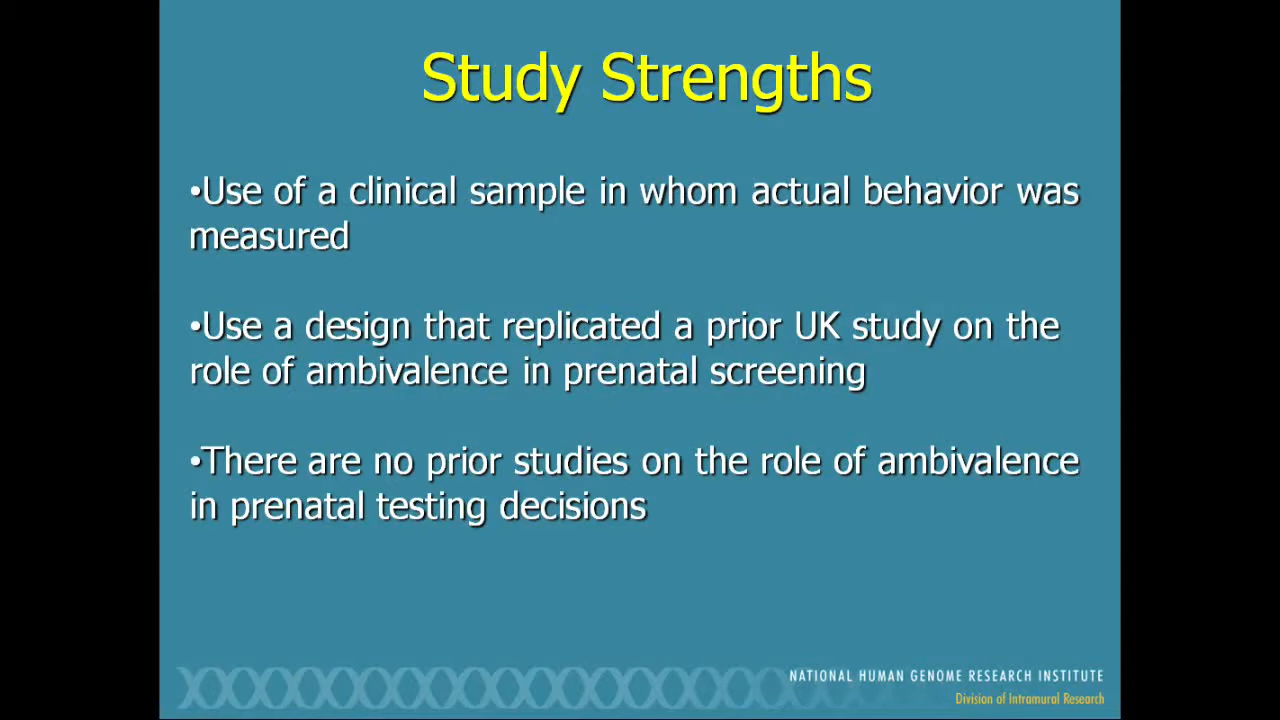 Study Strengths
•Use of a clinical sample in whom actual behavior was
measured
•Use a design that replicated a prior UK study on the
role of ambivalence in prenatal screening
•There are no prior studies on the role of ambivalence
in prenatal testing decisions
NATIONAL HUMAN GENOME RESEARCH INSTITUTE
Division of Intramural Research